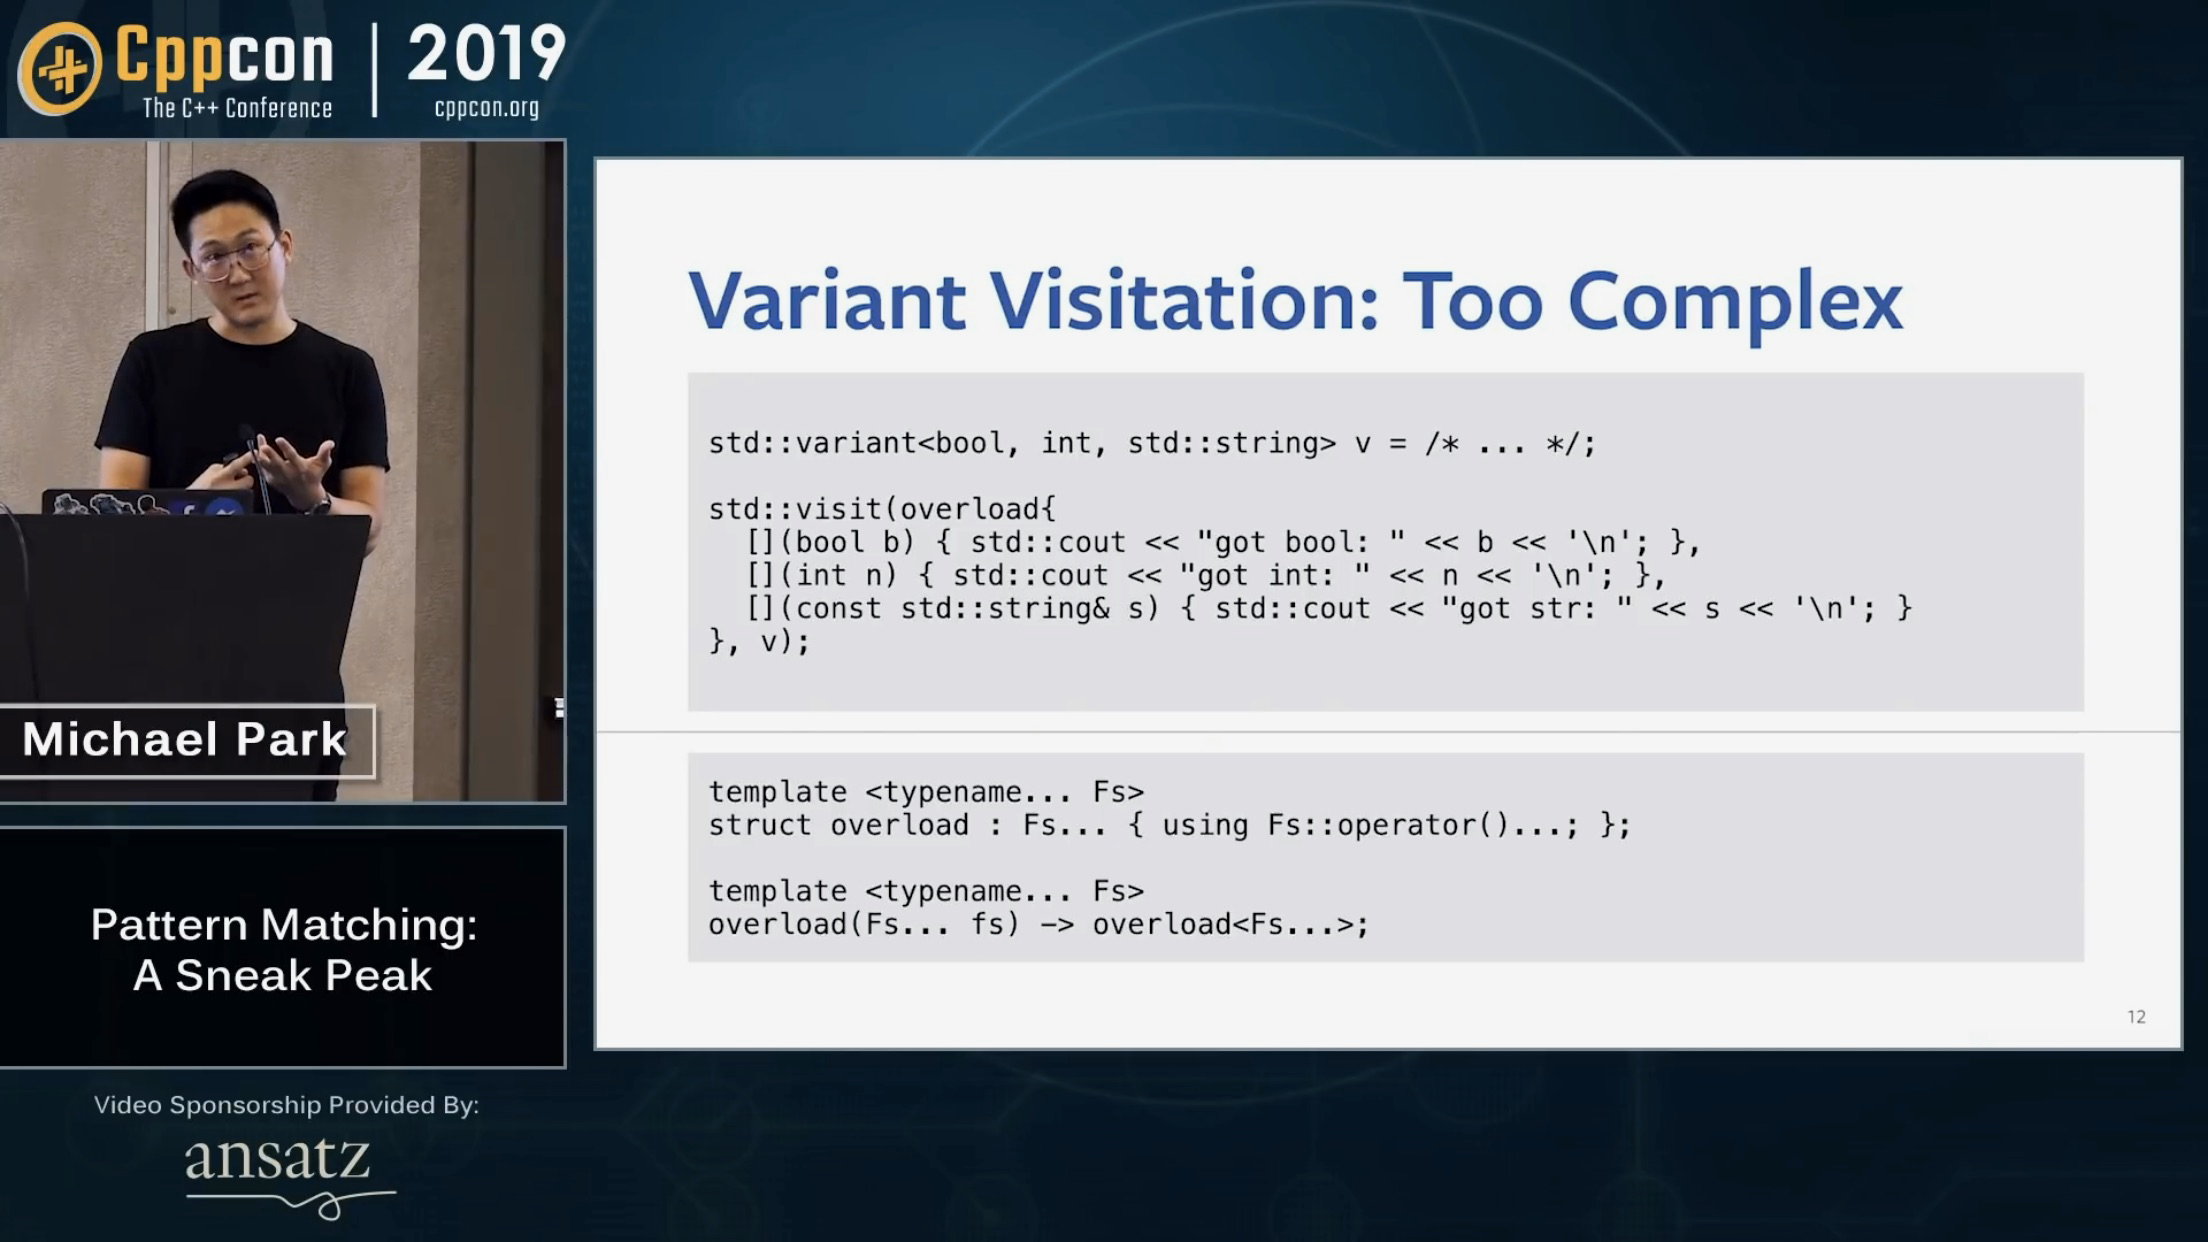 Cppcon
The C++ Conference
2019
cppcon.org
Michael Park
Pattern Matching:
A Sneak Peak
Video Sponsorship Provided By:
ansatz
Variant Visitation: Too Complex
std::variant<bool, int, std::string> v = /* ... */;
std::visit(overload{
  [](bool b) { std::cout << "got bool: " << b << '\n'; },
  [](int n) { std::cout << "got int: " << n << '\n'; },
  [](const std::string& s) { std::cout << "got str: " << s << '\n'; }
}, v);
template <typename... Fs>
struct overload : Fs... { using Fs::operator()...; };
template <typename... Fs>
overload(Fs... fs) -> overload<Fs...>;
12